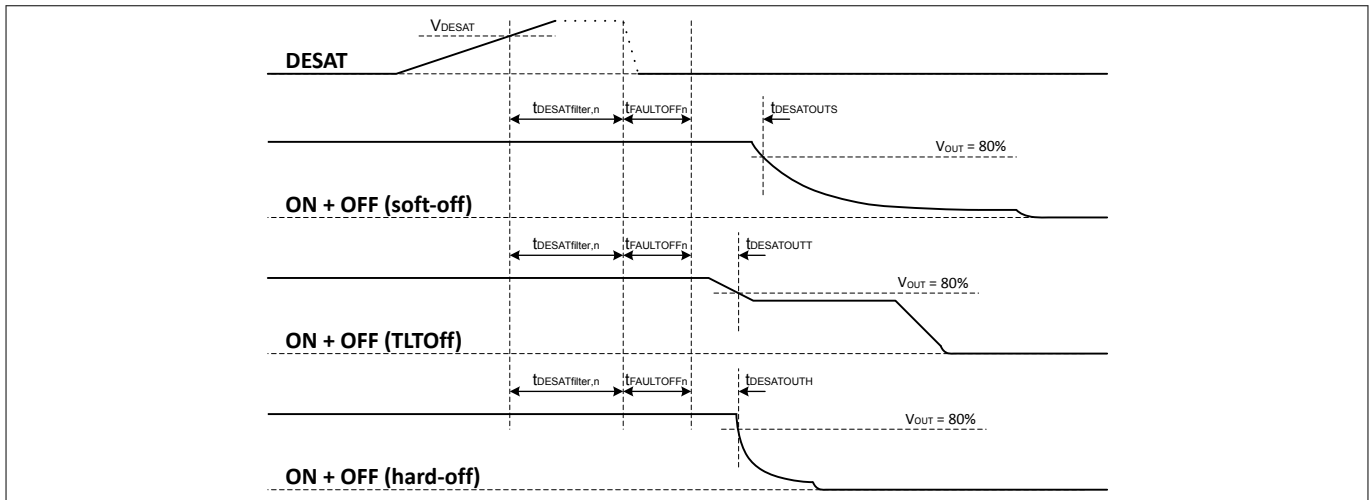 VDESAT
DESAT
tDESATfilter,n
tFAULTOFFn
tDESATOUTS
VOUT = 80%
ON + OFF (soft-off)
tDESATfilter,n
tFAULTOFFn
tDESATOUTT
VOUT = 80%
ON + OFF (TLTOff)
tDESATfilter,n
tFAULTOFFn
tDESATOUTH
VOUT = 80%
ON + OFF (hard-off)